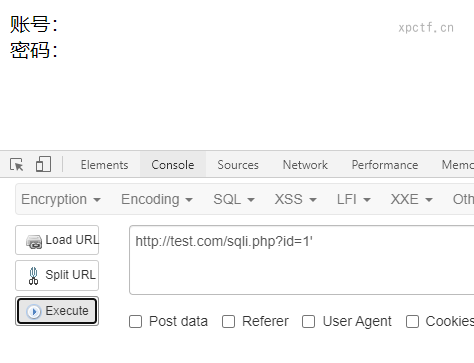 账号：
xpctf.cn
密码：
Elements Console Sources Network Performance Memo
Encryption Encoding SQL XSS LFI XXE Oth
Load URL
http://test.com/sqli.php?id=1'
Split URL
Execute
Post data Referer User Agent Cookies